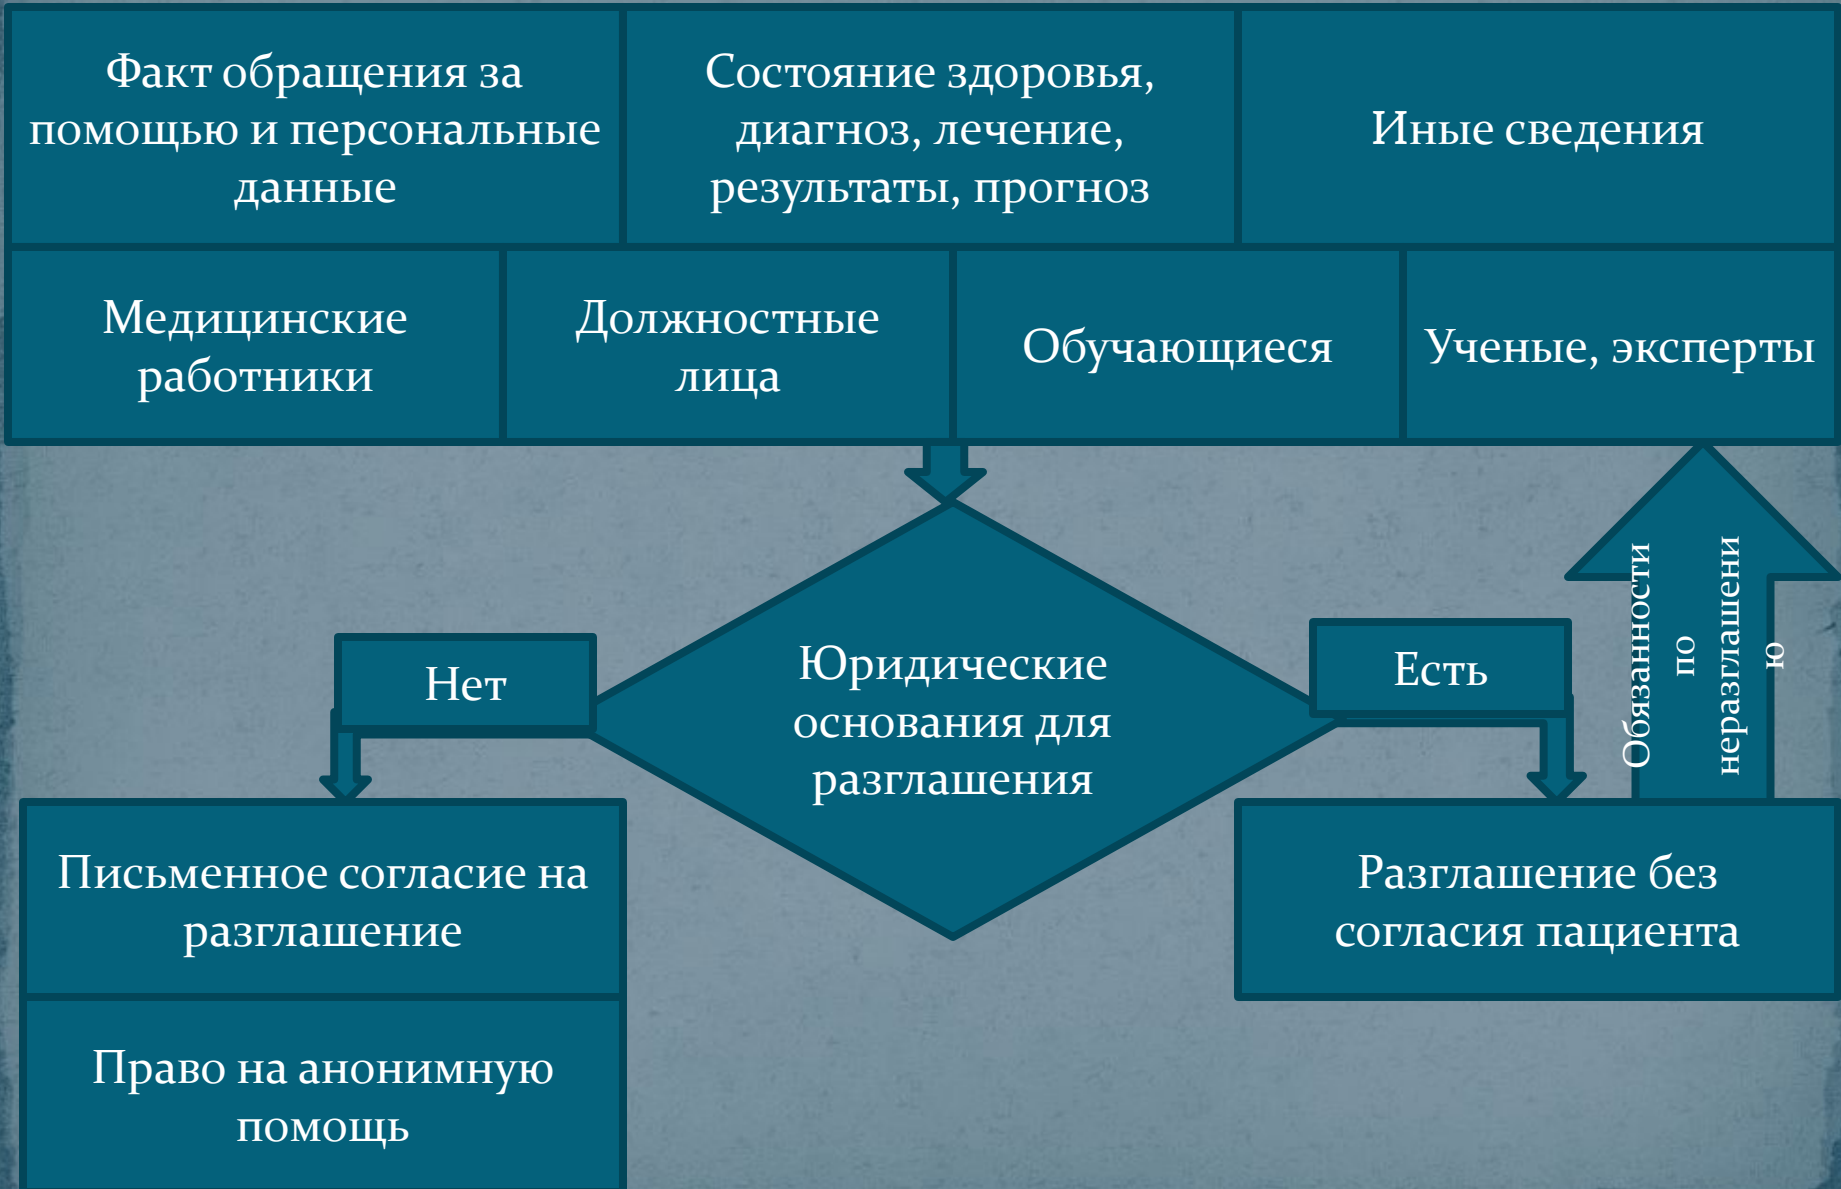 Факт обращения за
помощью и персональные
данные
Состояние здоровья,
диагноз, лечение,
результаты, прогноз
Иные сведения
Медицинские
работники
Должностные
лица
Обучающиеся
Ученые, эксперты
Нет
Юридические
основания для
разглашения
Есть
Обязанности
по
неразглашени
ю
Письменное согласие на
разглашение
Право на анонимную
помощь
Разглашение без
согласия пациента